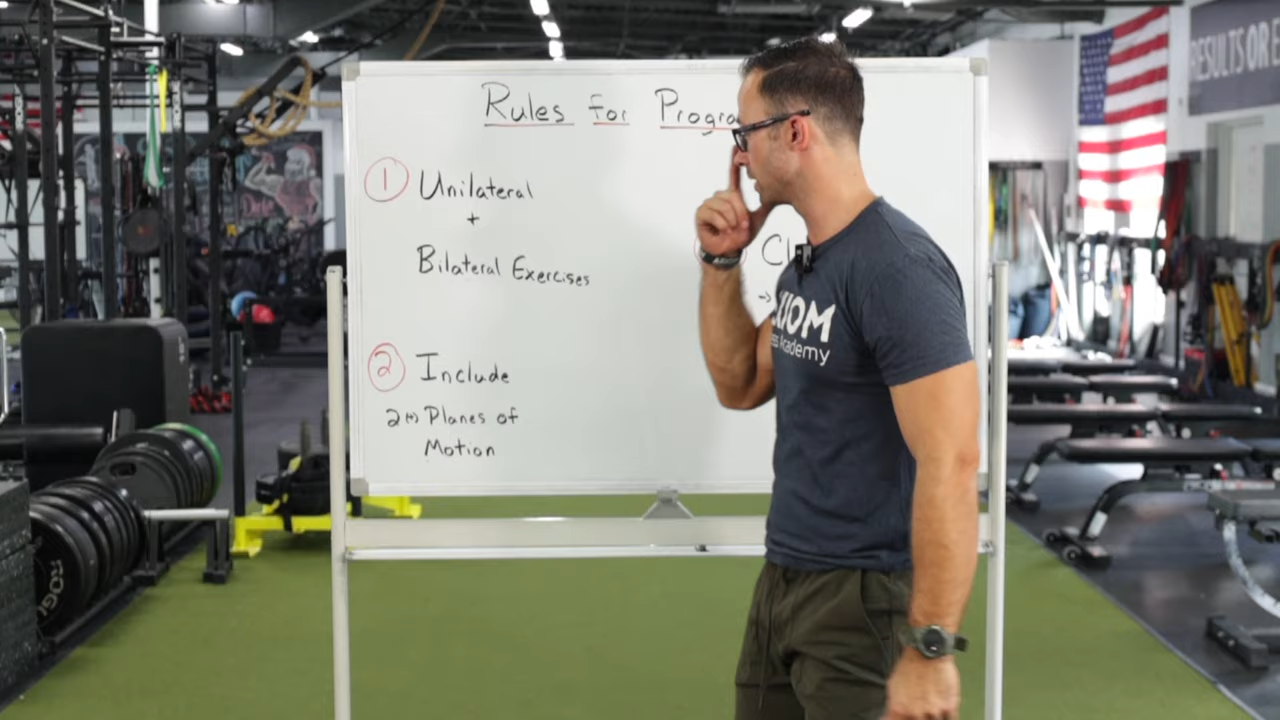 Rules for Progra
① Unilateral
+
Bilateral Exercises
② Include
2(+) Planes of
Motion
Cl
→
XIOM
ess Academy
RESULTS OR E
ROGU